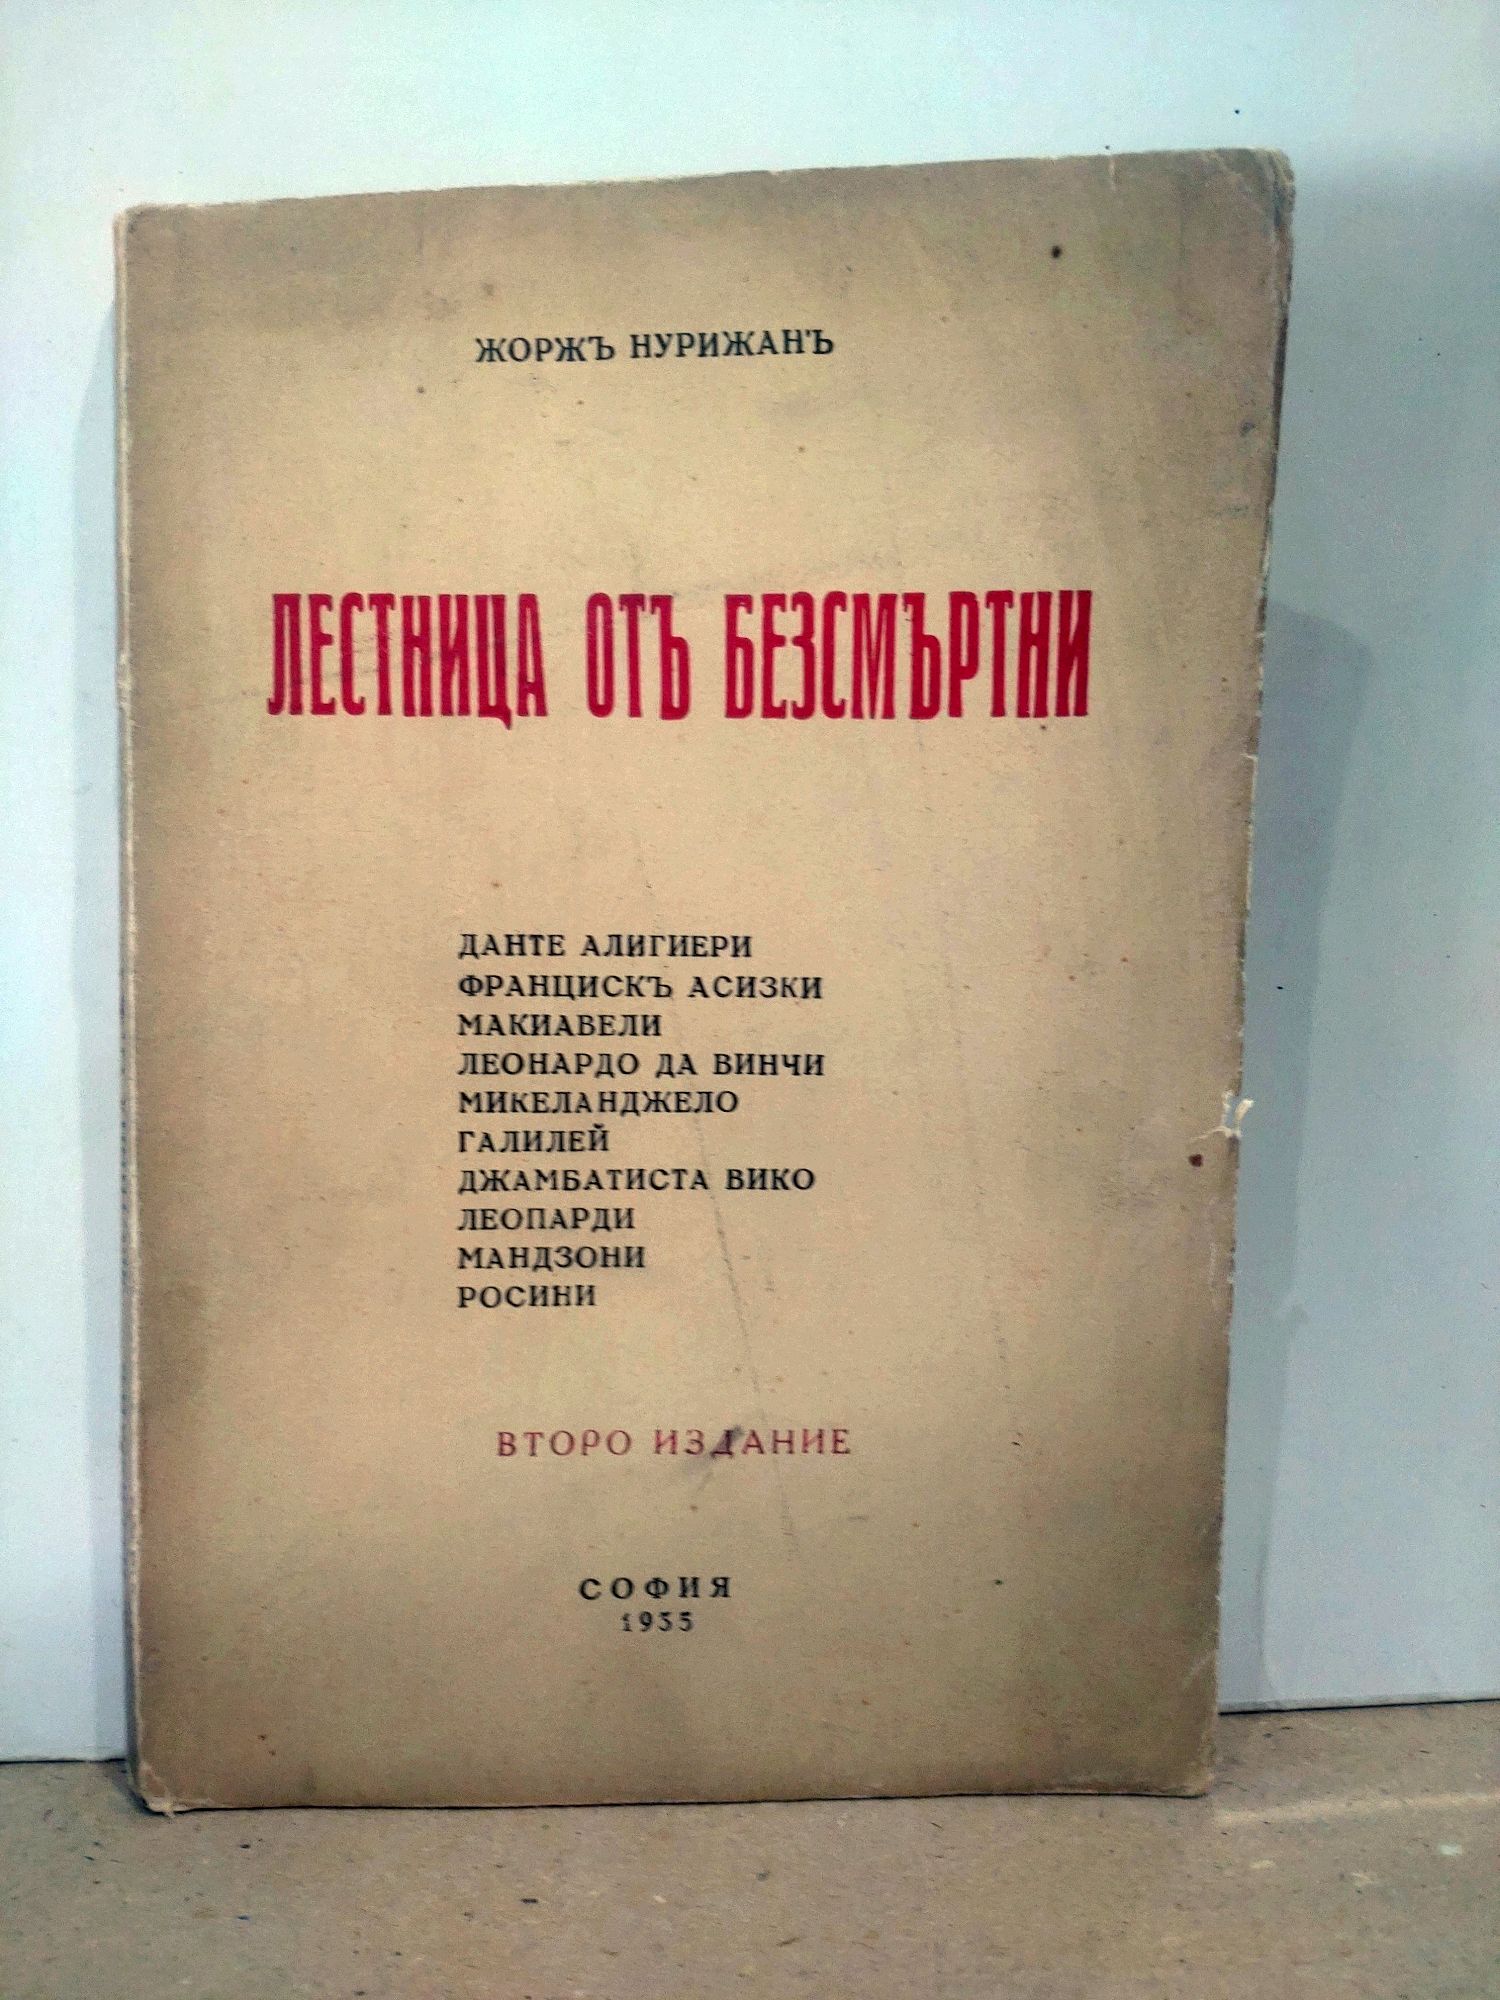 ЖОРЖЪ НУРИЖАНЪ
ЛЕСТНИЦА ОТЪ БЕЗСМЪРТНИ
ДАНТЕ АЛИГИЕРИ
ФРАНЦИСКЪ АСИЗКИ
МАКИАВЕЛИ
ЛЕОНАРДО ДА ВИНЧИ
МИКЕЛАНДЖЕЛО
ГАЛИЛЕЙ
ДЖАМБАТИСТА ВИКО
ЛЕОПАРДИ
МАНДЗОНИ
РОСИНИ
ВТОРО ИЗДАНИЕ
СОФИЯ
1935